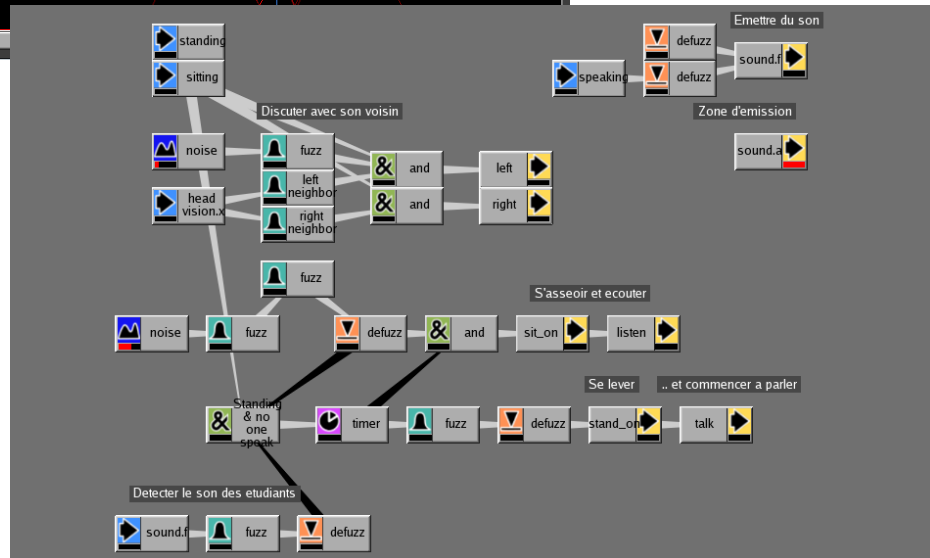 Emettre du son
standing
defuzz
sound.f
sitting
speaking
defuzz
Discuter avec son voisin
Zone d'emission
noise
fuzz
and
left
sound.a
left
neighbor
head
vision.x
right
neighbor
and
right
fuzz
S'asseoir et ecouter
noise
fuzz
defuzz
and
sit_on
listen
Se lever
.. et commencer a parler
Standing
& no
one
speak
timer
fuzz
defuzz
stand_on
talk
Detecter le son des etudiants
sound.f
fuzz
defuzz